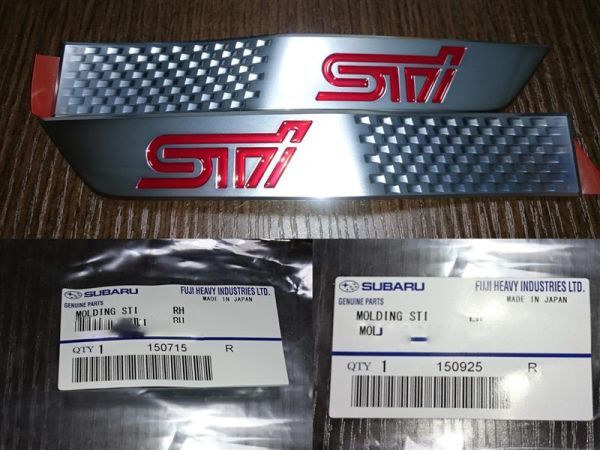 STi
STi
SUBARU
FUJI HEAVY INDUSTRIES LTD.
GENUINE PARTS
MADE IN JAPAN
MOLDING STI RH
RH
QTY 1 150715 R
SUBARU
FUJI HEAVY INDUSTRIES LTD.
GENUINE PARTS
MADE IN JAPAN
MOLDING STI
QTY 1 150925 R